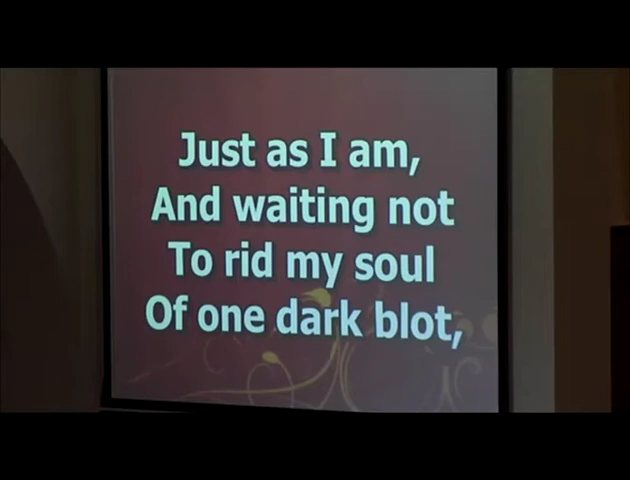 Just as I am,
And waiting not
To rid my soul
Of one dark blot,